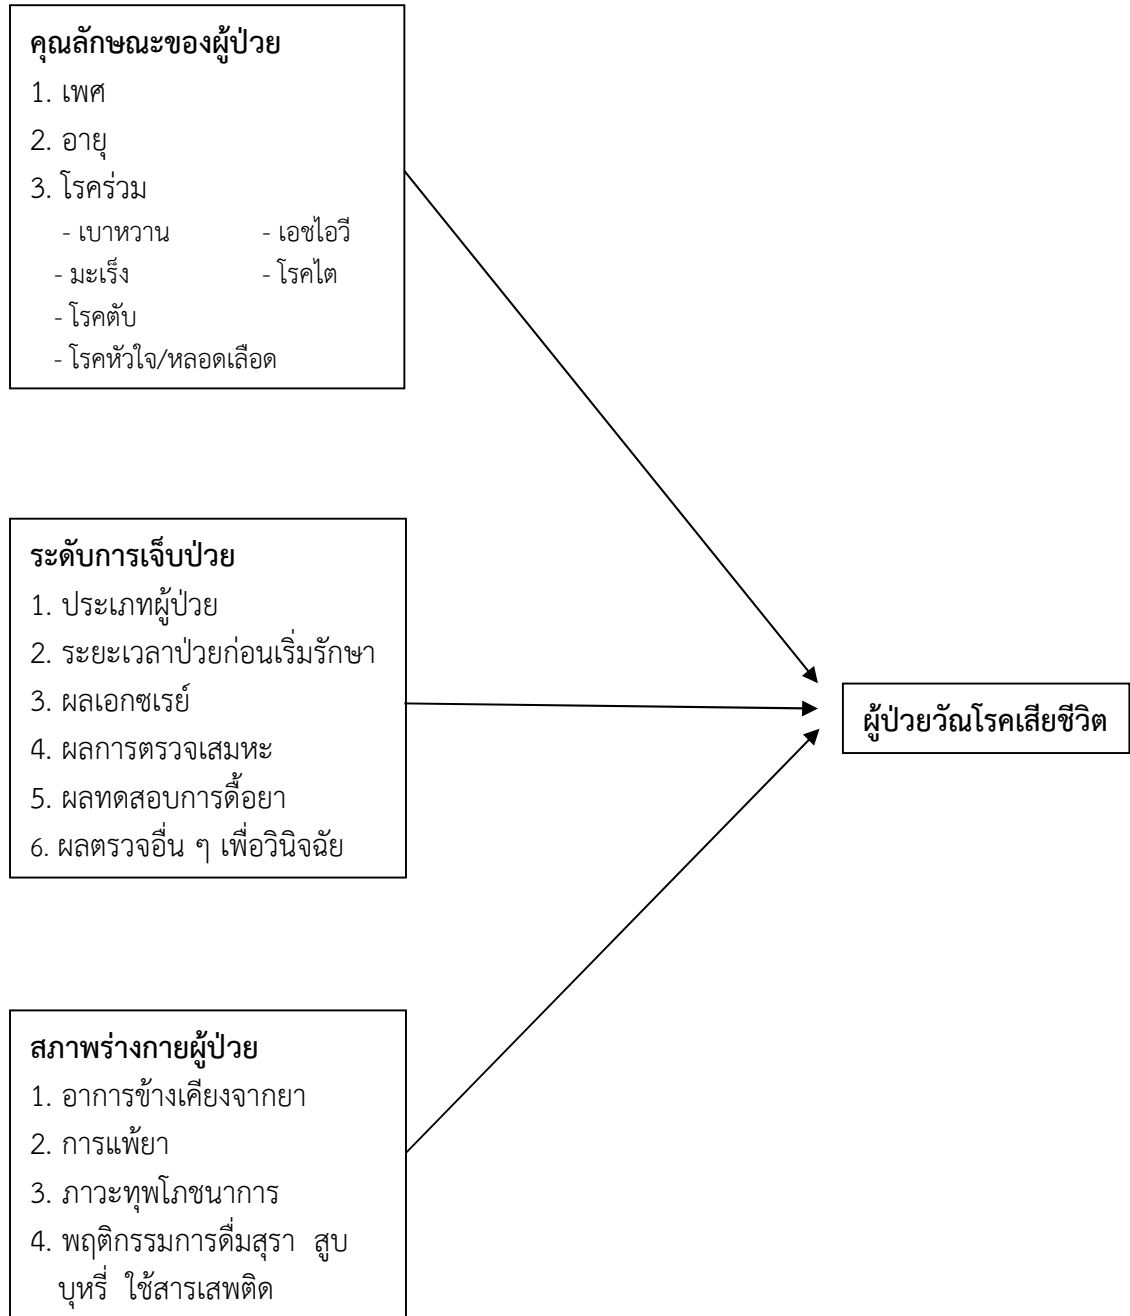 คุณลักษณะของผู้ป่วย
1. เพศ
2. อายุ
3. โรคร่วม
- เบาหวาน - เอชไอวี
- มะเร็ง - โรคไต
- โรคตับ
- โรคหัวใจ/หลอดเลือด
ระดับการเจ็บป่วย
1. ประเภทผู้ป่วย
2. ระยะเวลาป่วยก่อนเริ่มรักษา
3. ผลเอกซเรย์
4. ผลการตรวจเสมหะ
5. ผลทดสอบการดื้อยา
6. ผลตรวจอื่น ๆ เพื่อวินิจฉัย
ผู้ป่วยวัณโรคเสียชีวิต
สภาพร่างกายผู้ป่วย
1. อาการข้างเคียงจากยา
2. การแพ้ยา
3. ภาวะทุพโภชนาการ
4. พฤติกรรมการดื่มสุรา สูบ
บุหรี่ ใช้สารเสพติด